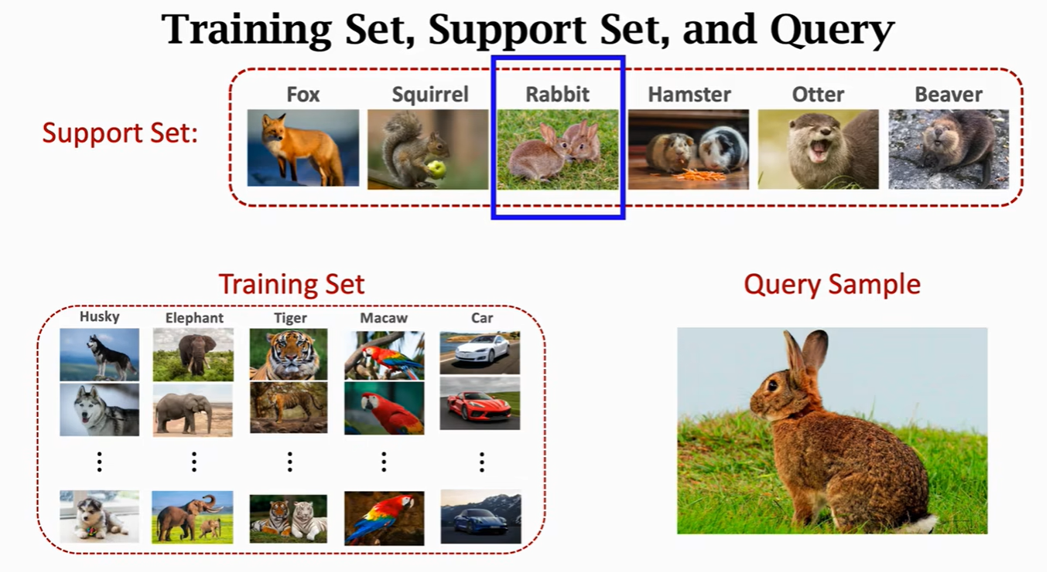 Training Set, Support Set, and Query
Support Set:
Fox Squirrel Rabbit Hamster Otter Beaver
Training Set
Husky Elephant Tiger Macaw Car
Query Sample